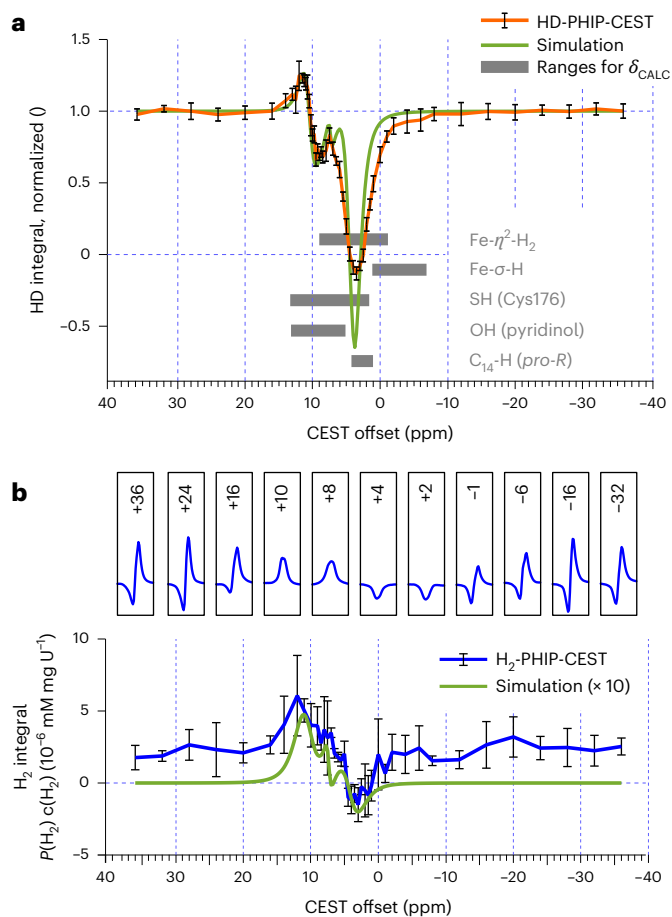 a
HD-PHIP-CEST
Simulation
Ranges for δCALC
HD integral, normalized ()
1.5
1.0
0.5
0
−0.5
Fe-η²-H₂
Fe-σ-H
SH (Cys176)
OH (pyridinol)
C₁₄-H (pro-R)
40 30 20 10 0 −10 −20 −30 −40
CEST offset (ppm)
b
+36 +24 +16 +10 +8 +4 +2 −1 −6 −16 −32
H₂ integral
P(H₂) c(H₂) (10⁻⁶ mM mg U⁻¹)
10
5
0
−5
H₂-PHIP-CEST
Simulation (× 10)
40 30 20 10 0 −10 −20 −30 −40
CEST offset (ppm)